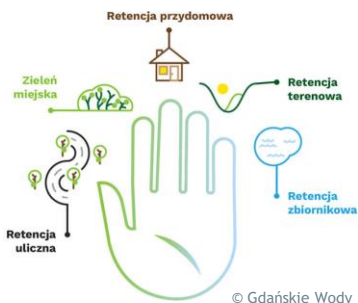 Retencja przydomowa
Zieleń
miejska
Retencja
terenowa
Retencja
zbiornikowa
Retencja
uliczna
© Gdańskie Wody